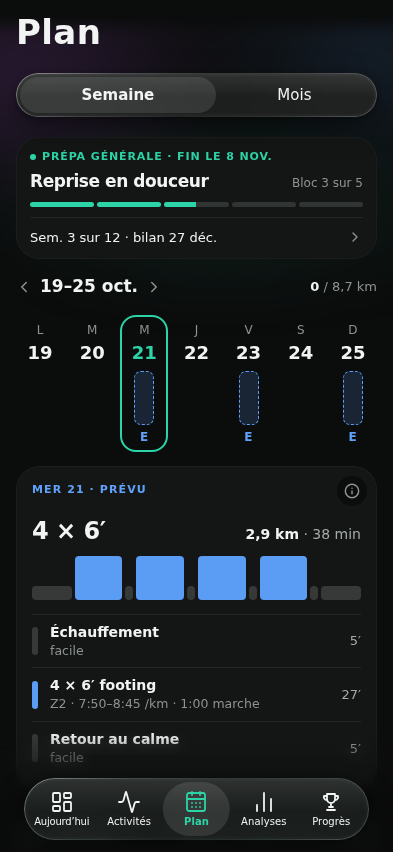 Plan
Semaine Mois
PRÉPA GÉNÉRALE · FIN LE 8 NOV.
Reprise en douceur Bloc 3 sur 5
Sem. 3 sur 12 · bilan 27 déc.
19–25 oct. 0 / 8,7 km
L M M J V S D
19 20 21 22 23 24 25
E E E
MER 21 · PRÉVU
4 × 6′ 2,9 km · 38 min
Échauffement 5′
facile
4 × 6′ footing 27′
Z2 · 7:50–8:45 /km · 1:00 marche
Retour au calme 5′
facile
Aujourd’hui Activités Plan Analyses Progrès